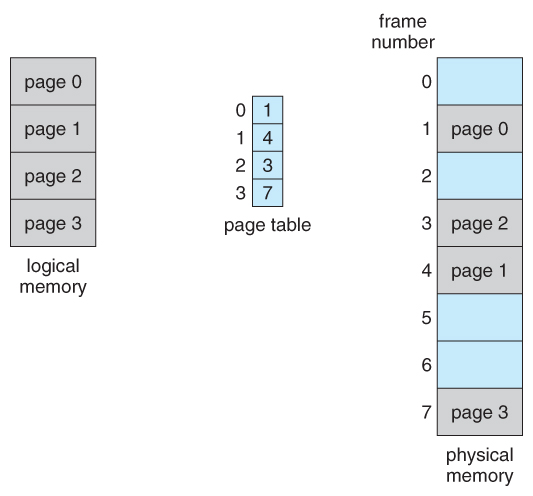 page 0
page 1
page 2
page 3
logical
memory
0 1
1 4
2 3
3 7
page table
frame
number
0
1 page 0
2
3 page 2
4 page 1
5
6
7 page 3
physical
memory